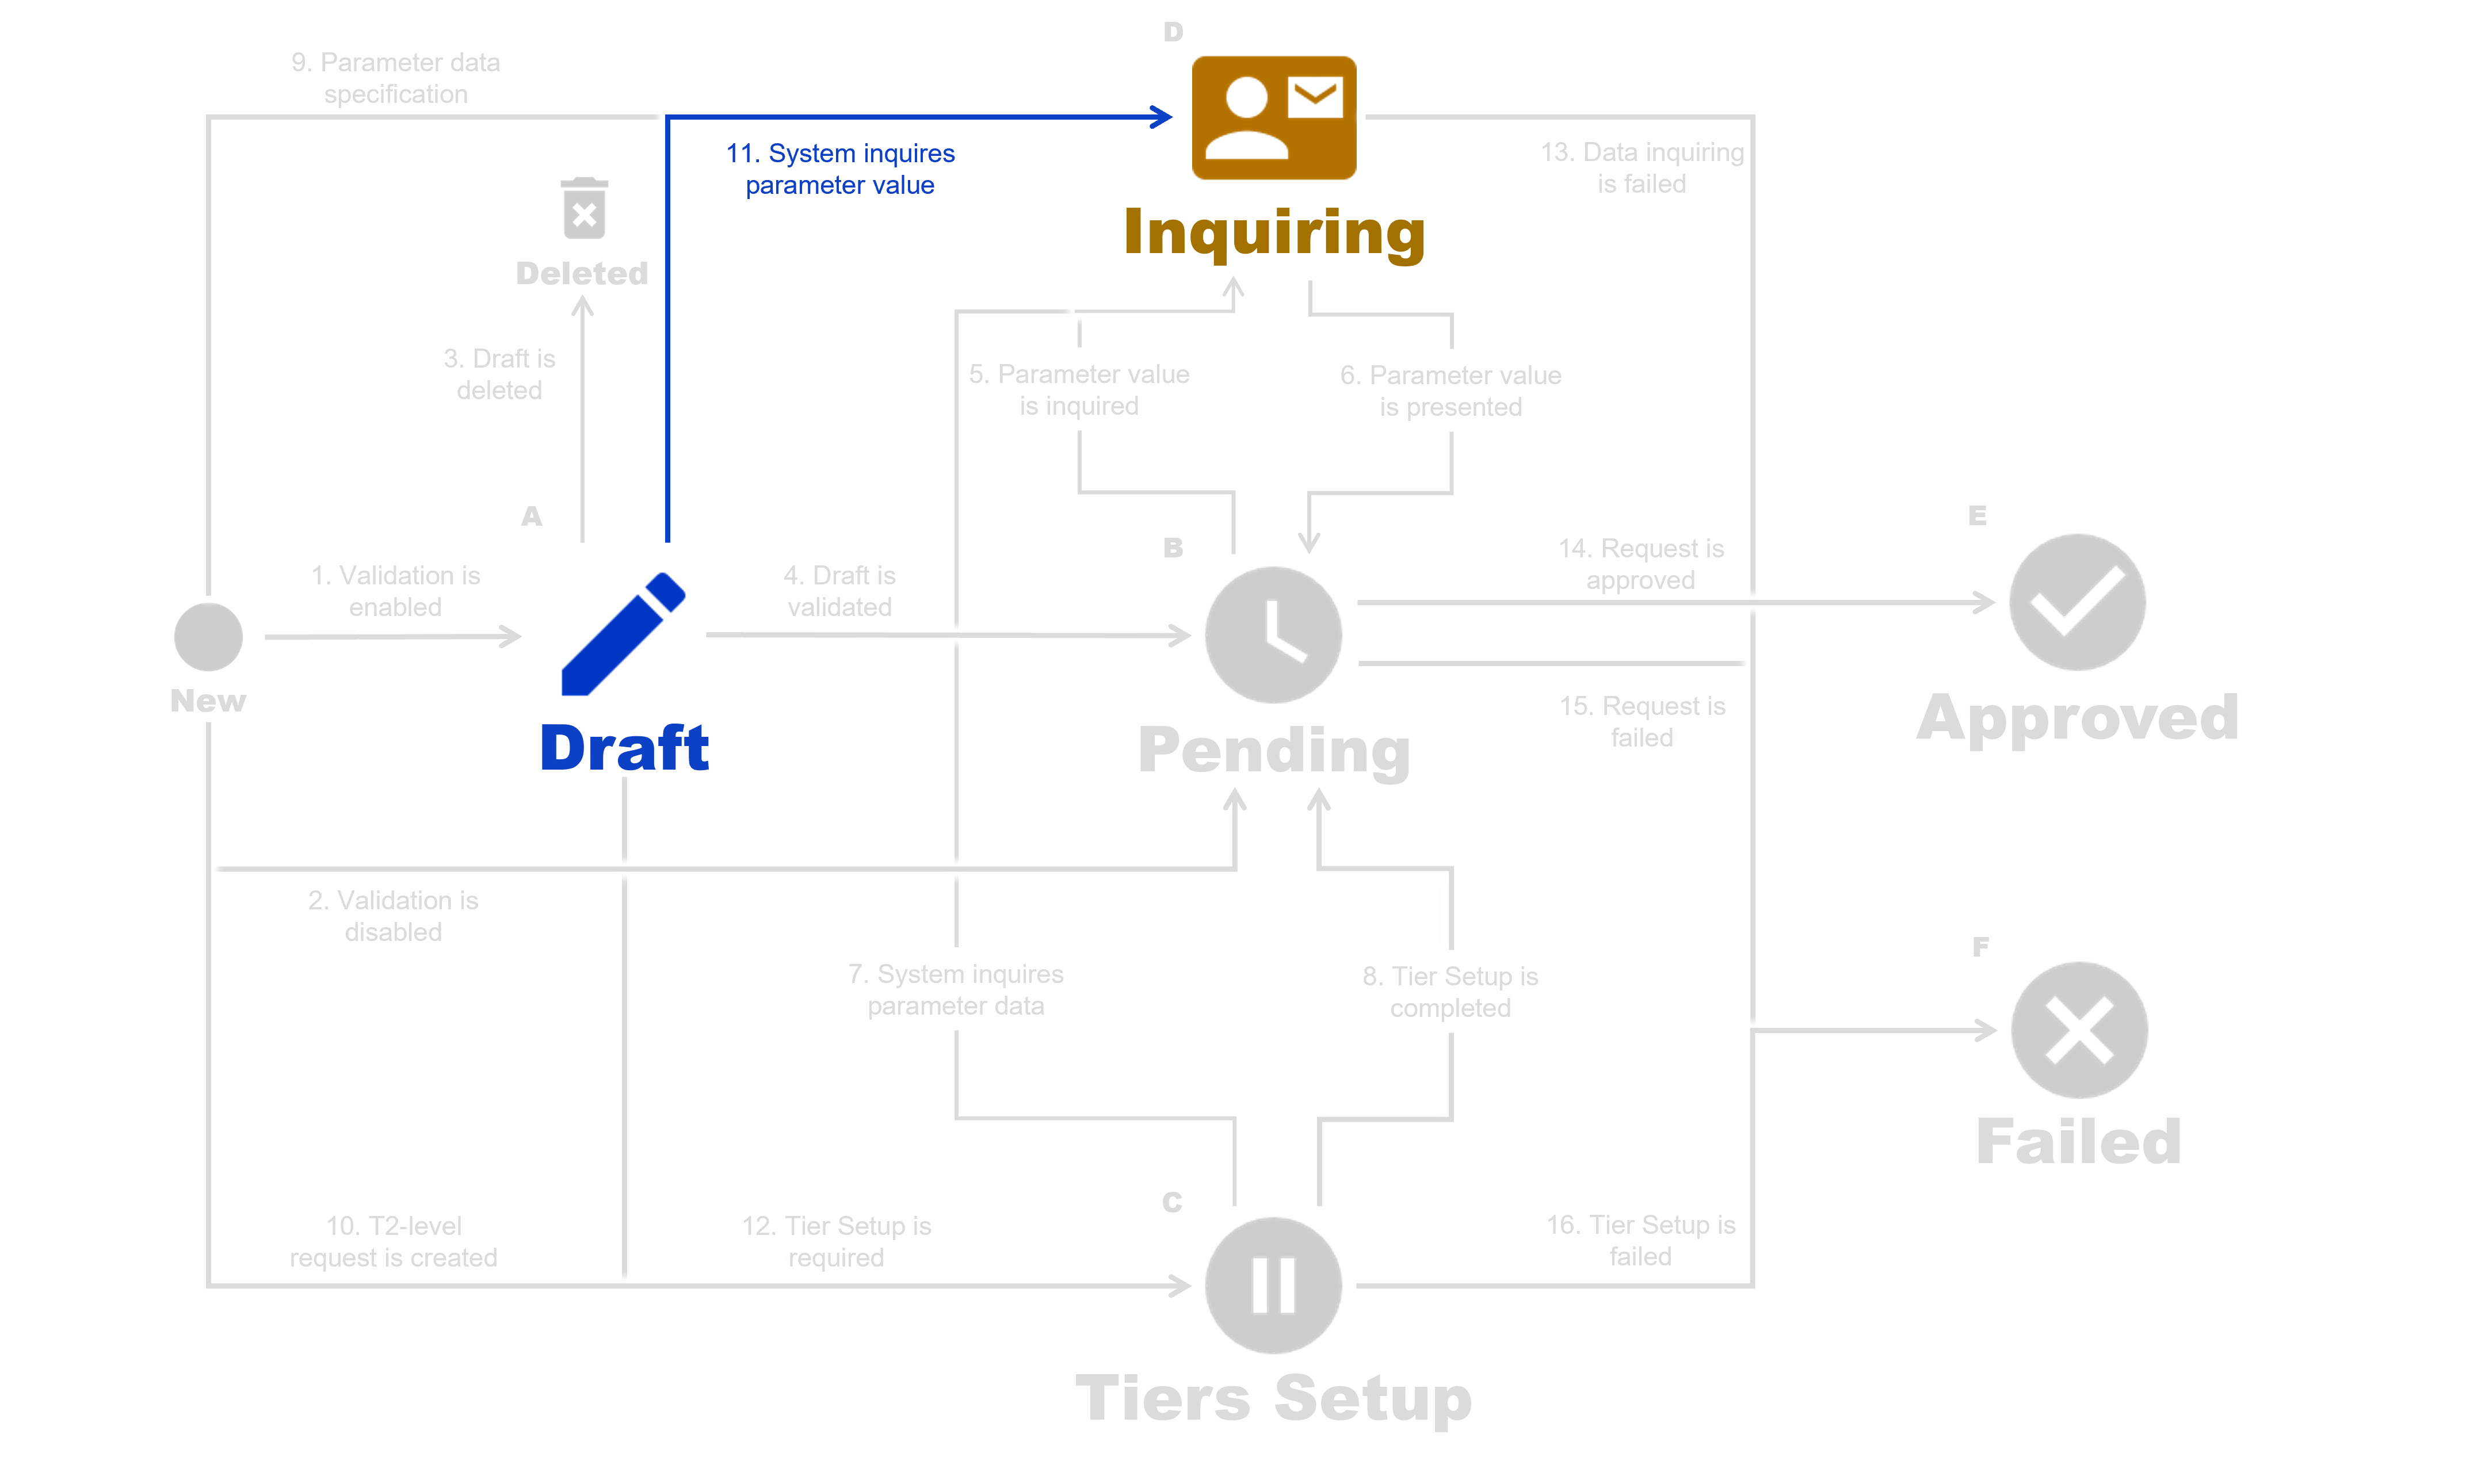 D
9. Parameter data
specification
11. System inquires
parameter value
13. Data inquiring
is failed
Inquiring
Deleted
3. Draft is
deleted
5. Parameter value
is inquired
6. Parameter value
is presented
A
B
E
1. Validation is
enabled
4. Draft is
validated
14. Request is
approved
New
Draft
Pending
15. Request is
failed
Approved
2. Validation is
disabled
7. System inquires
parameter data
8. Tier Setup is
completed
F
Failed
C
10. T2-level
request is created
12. Tier Setup is
required
16. Tier Setup is
failed
Tiers Setup